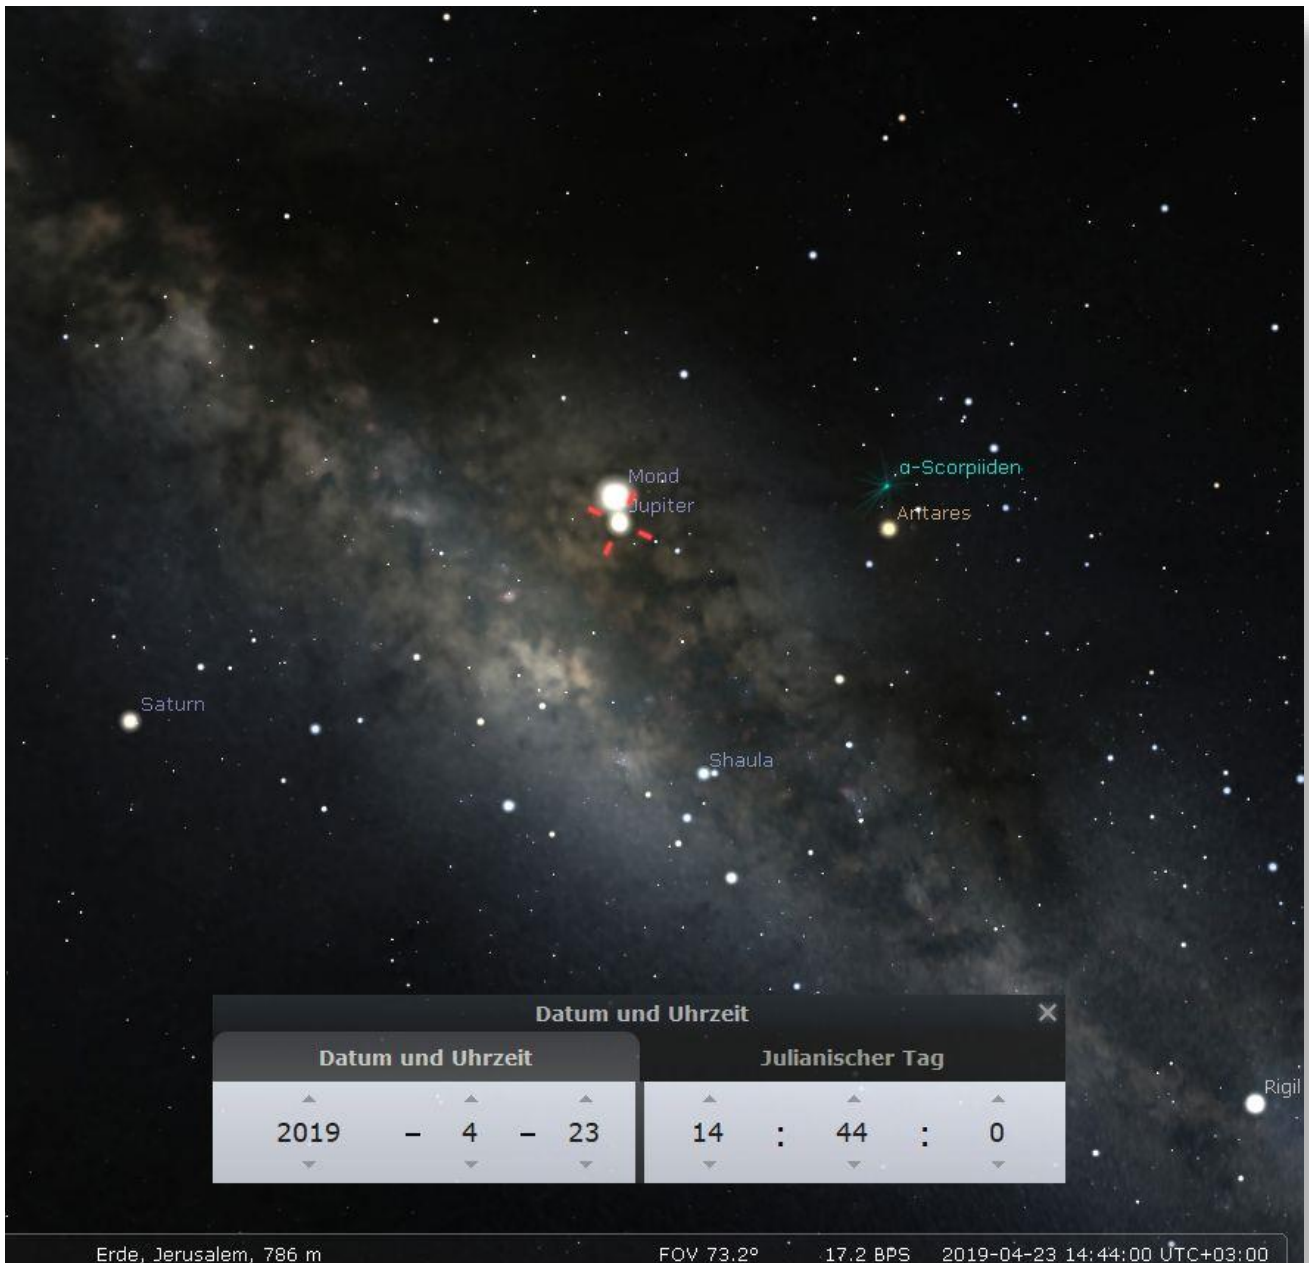 Mond
Jupiter
α-Scorpiiden
Antares
Saturn
Shaula
Datum und Uhrzeit
Datum und Uhrzeit Julianischer Tag
2019 – 4 – 23 14 : 44 : 0
Rigil
Erde, Jerusalem, 786 m FOV 73.2° 17.2 BPS 2019-04-23 14:44:00 UTC+03:00